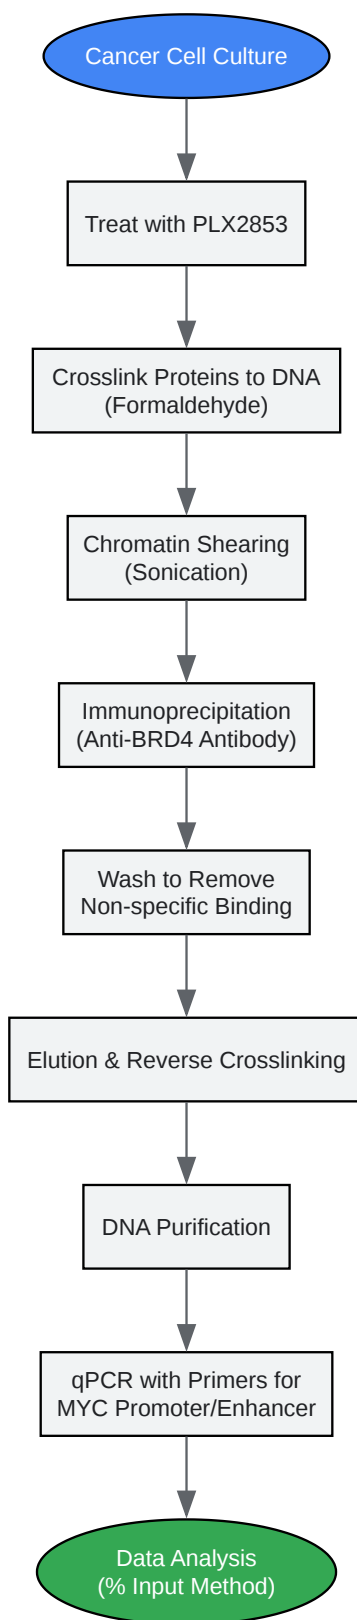 Cancer Cell Culture
Treat with PLX2853
Crosslink Proteins to DNA
(Formaldehyde)
Chromatin Shearing
(Sonication)
Immunoprecipitation
(Anti-BRD4 Antibody)
Wash to Remove
Non-specific Binding
Elution & Reverse Crosslinking
DNA Purification
qPCR with Primers for
MYC Promoter/Enhancer
Data Analysis
(% Input Method)